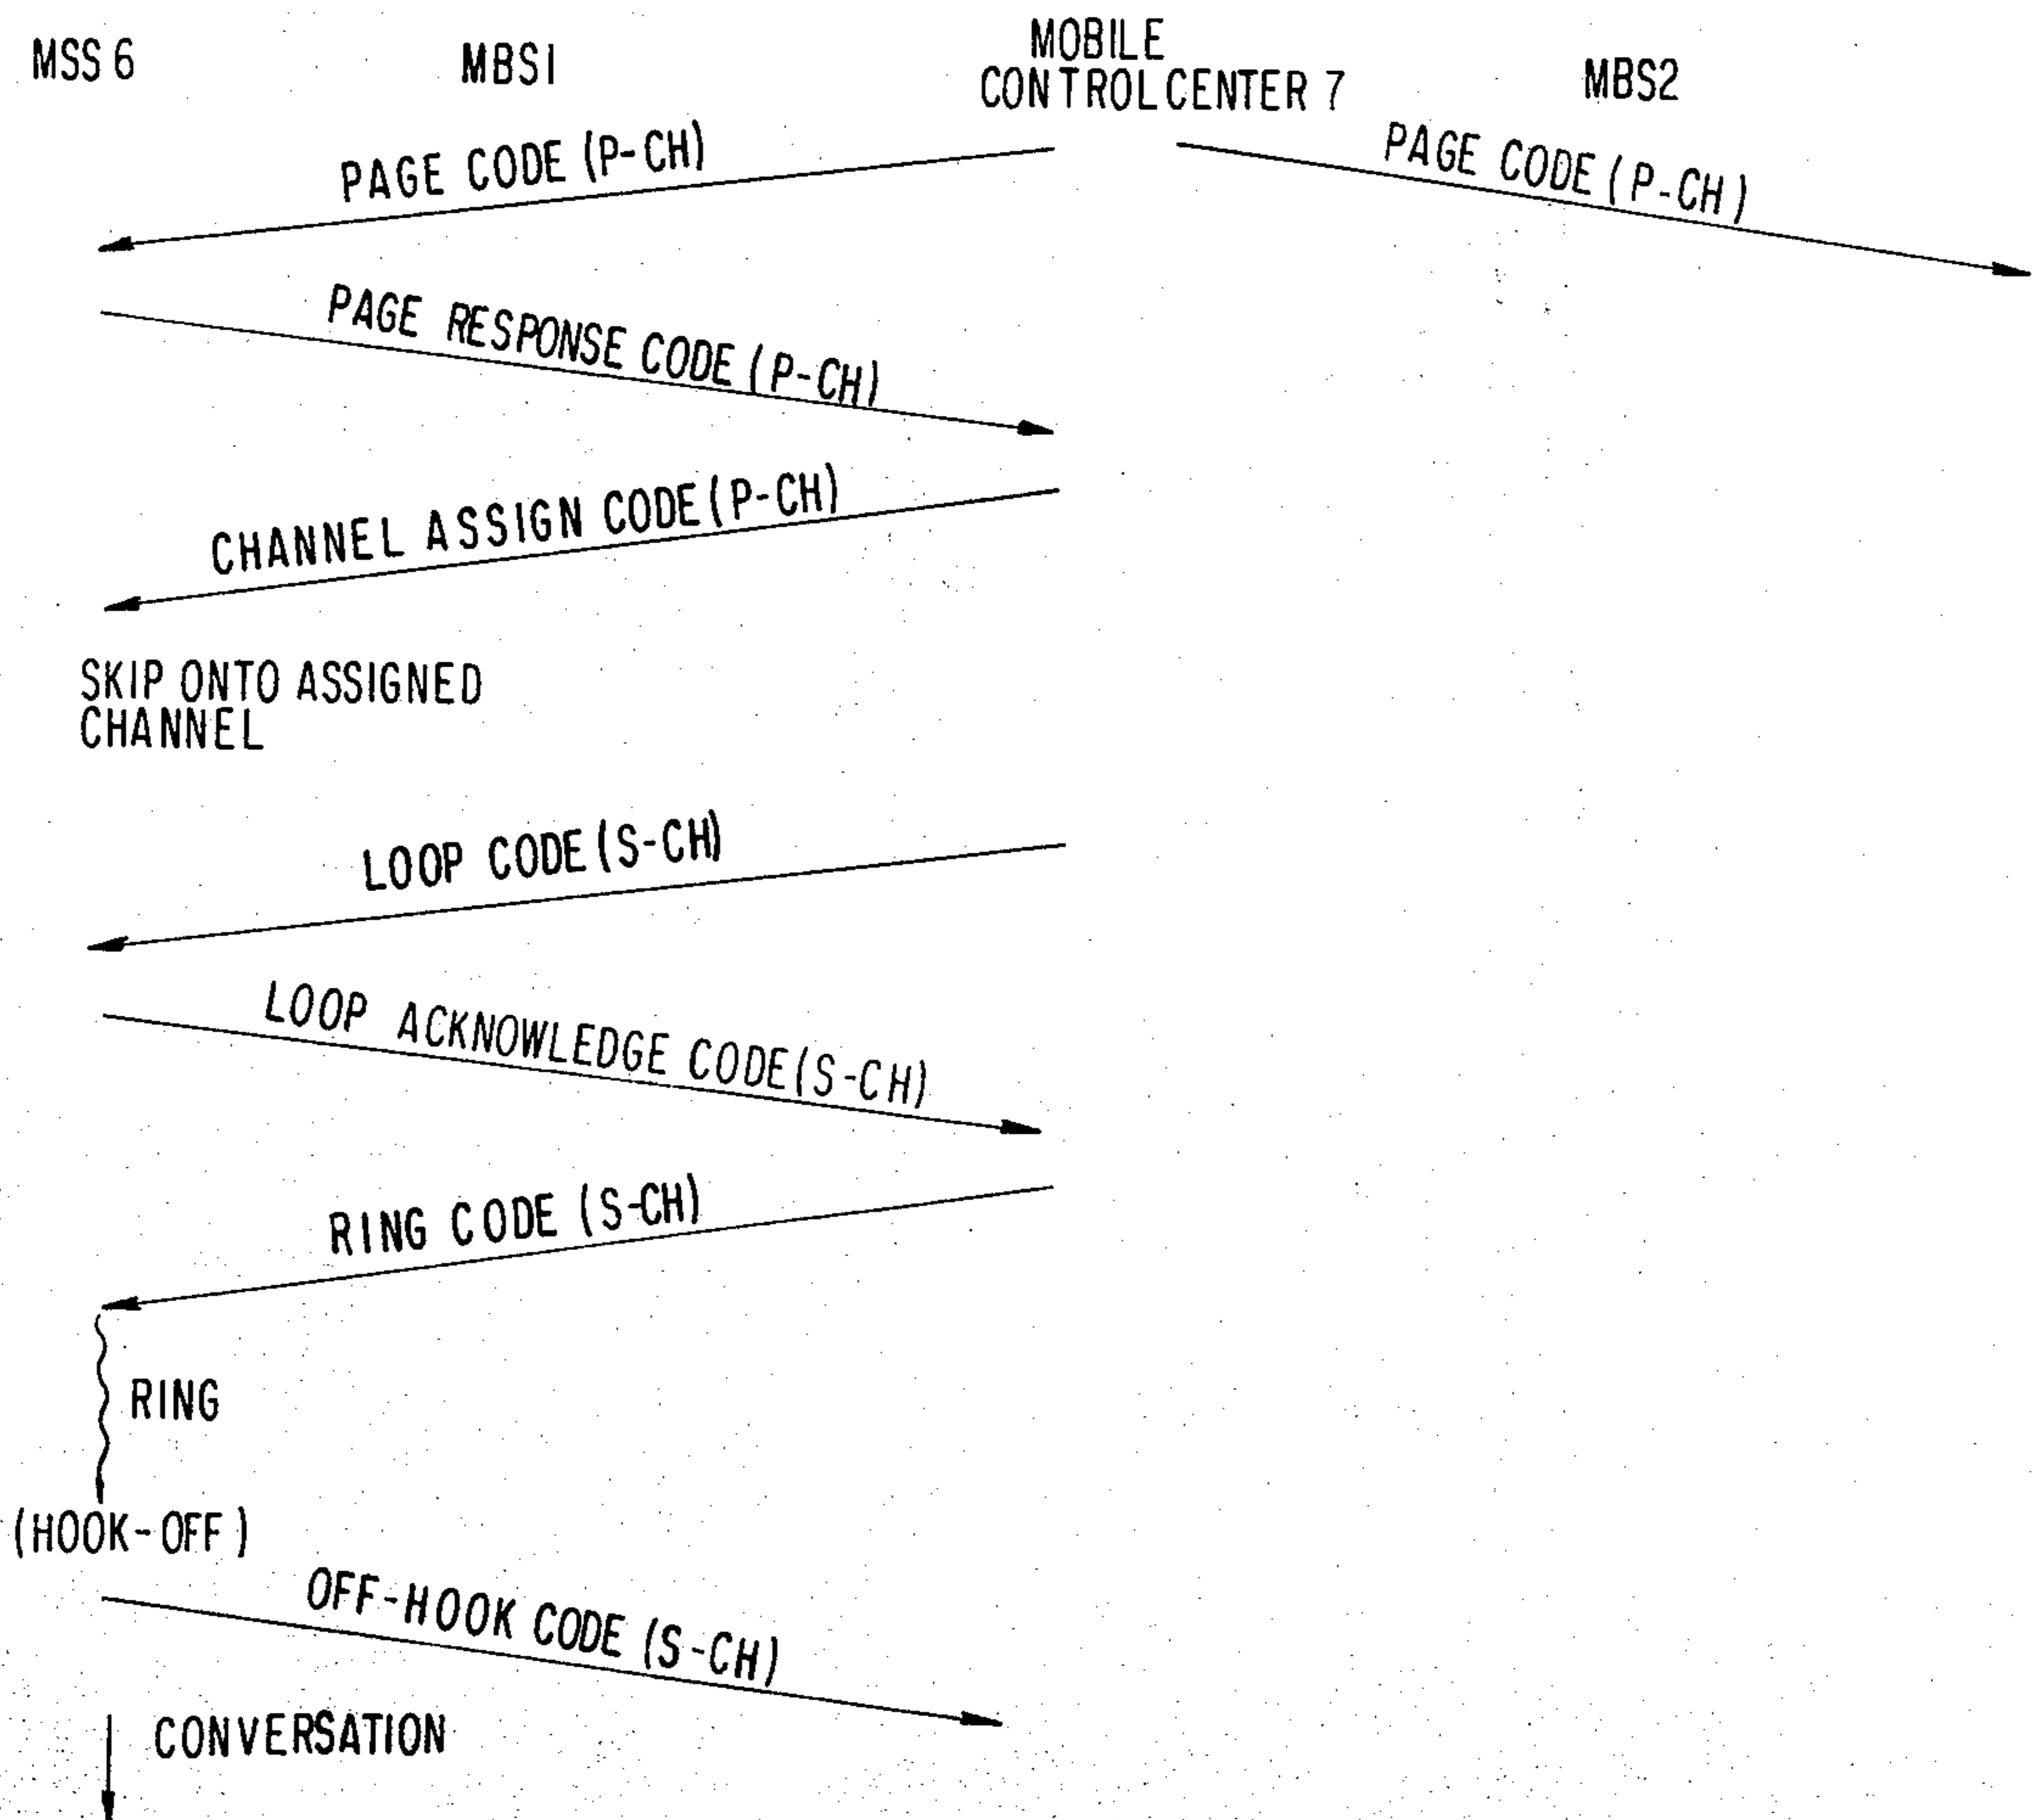 MSS 6
MBS1
MOBILE
CONTROL CENTER 7
MBS2
PAGE CODE (P-CH)
PAGE CODE (P-CH)
PAGE RESPONSE CODE (P-CH)
CHANNEL ASSIGN CODE (P-CH)
SKIP ONTO ASSIGNED
CHANNEL
LOOP CODE (S-CH)
LOOP ACKNOWLEDGE CODE (S-CH)
RING CODE (S-CH)
RING
(HOOK-OFF)
OFF-HOOK CODE (S-CH)
CONVERSATION